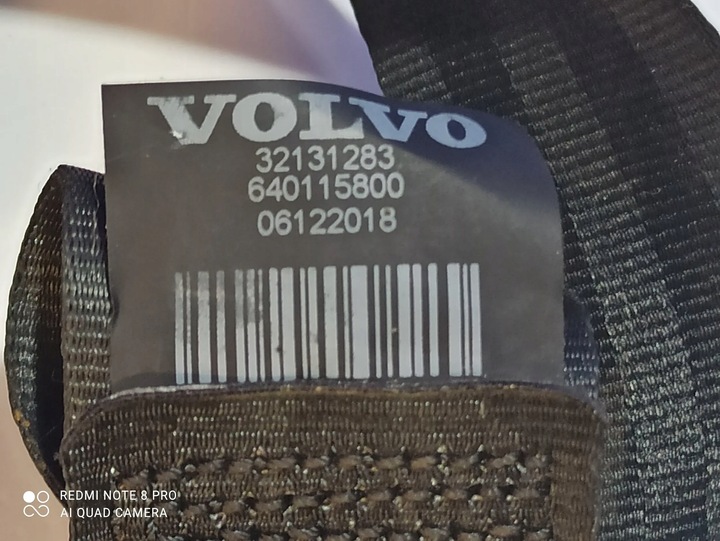 VOLVO
32131283
640115800
06122018
REDMI NOTE 8 PRO
AI QUAD CAMERA